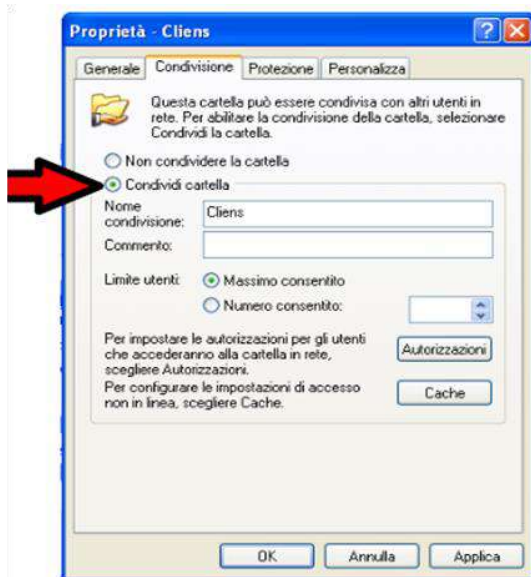 Proprietà - Cliens
Generale
Condivisione
Protezione
Personalizza
Questa cartella può essere condivisa con altri utenti in
rete. Per abilitare la condivisione della cartella, selezionare
Condividi la cartella.
Non condividere la cartella
Condividi cartella
Nome
condivisione:
Cliens
Commento:
Limite utenti:
Massimo consentito
Numero consentito:
Per impostare le autorizzazioni per gli utenti
che accederanno alla cartella in rete,
scegliere Autorizzazioni.
Autorizzazioni
Per configurare le impostazioni di accesso
non in linea, scegliere Cache.
Cache
OK
Annulla
Applica